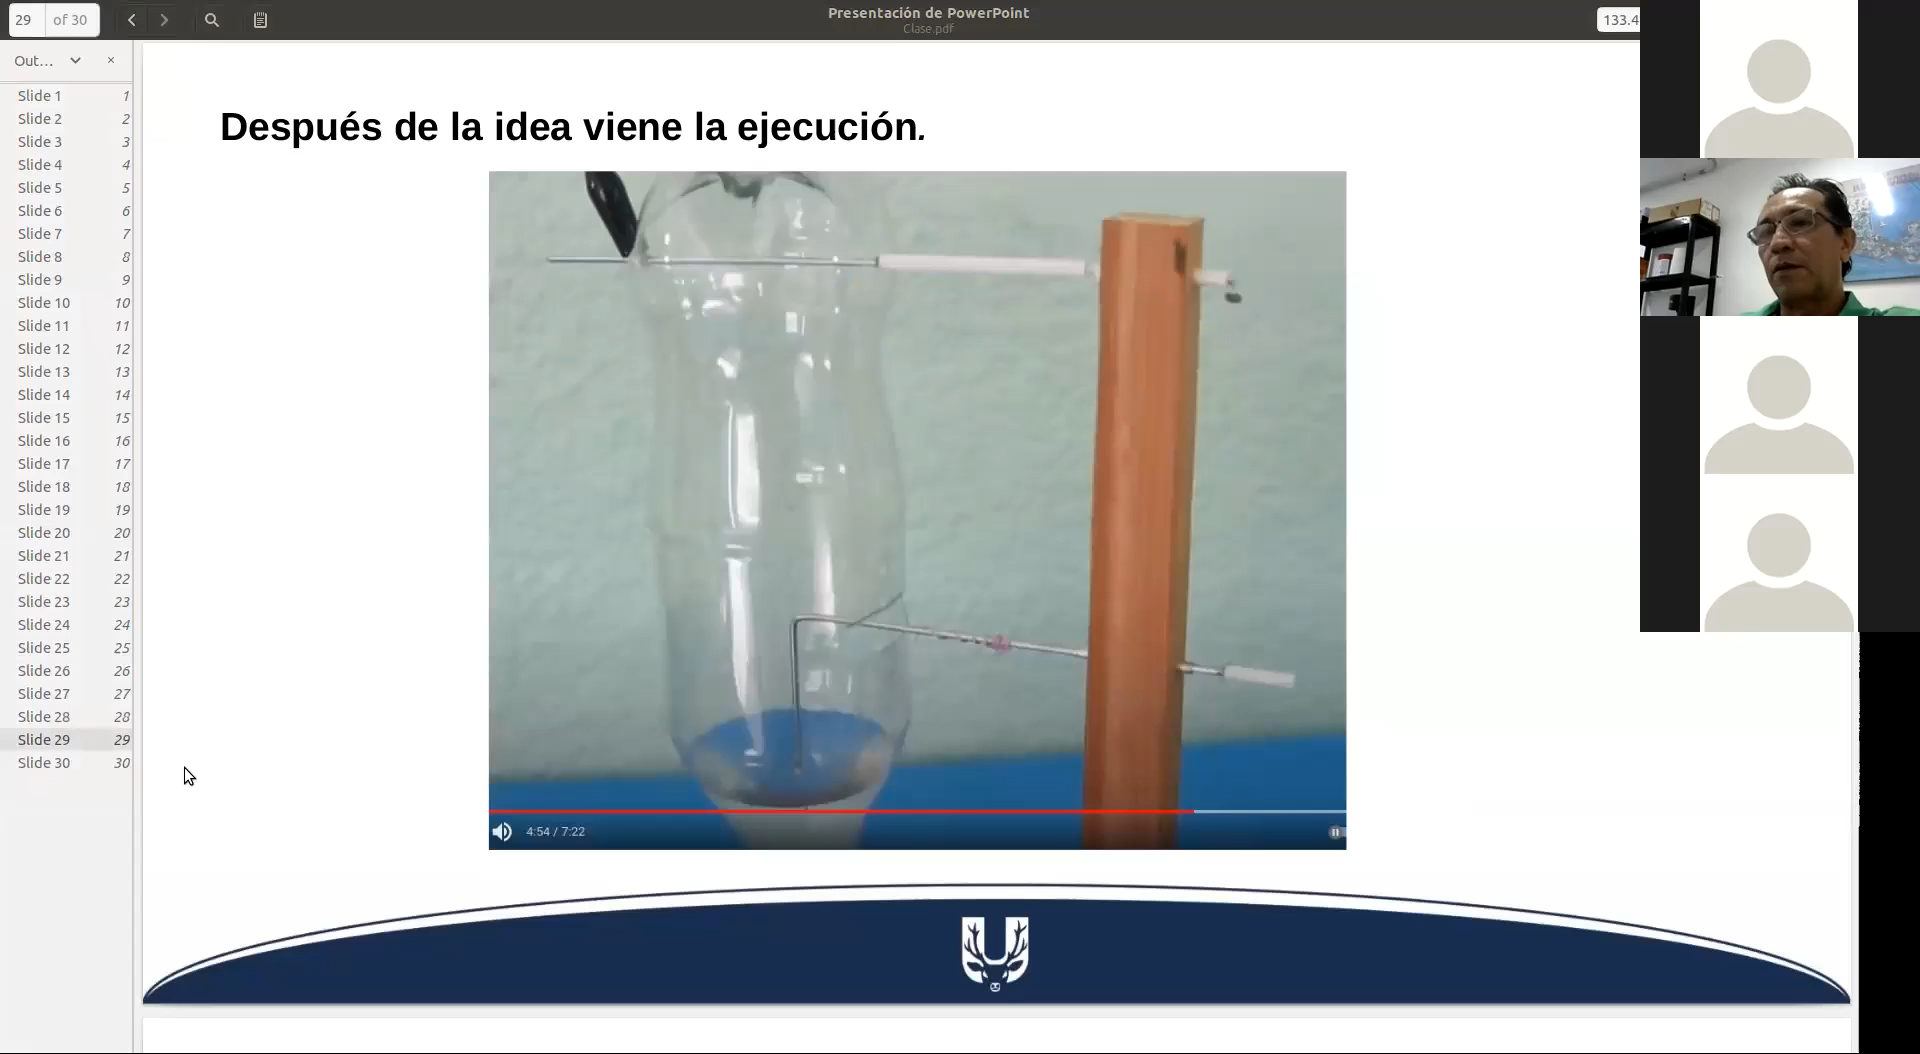 29 of 30
Presentación de PowerPoint
Clase.pdf
133.4
Out...
Slide 1 1
Slide 2 2
Slide 3 3
Slide 4 4
Slide 5 5
Slide 6 6
Slide 7 7
Slide 8 8
Slide 9 9
Slide 10 10
Slide 11 11
Slide 12 12
Slide 13 13
Slide 14 14
Slide 15 15
Slide 16 16
Slide 17 17
Slide 18 18
Slide 19 19
Slide 20 20
Slide 21 21
Slide 22 22
Slide 23 23
Slide 24 24
Slide 25 25
Slide 26 26
Slide 27 27
Slide 28 28
Slide 29 29
Slide 30 30
Después de la idea viene la ejecución.
4:54 / 7:22